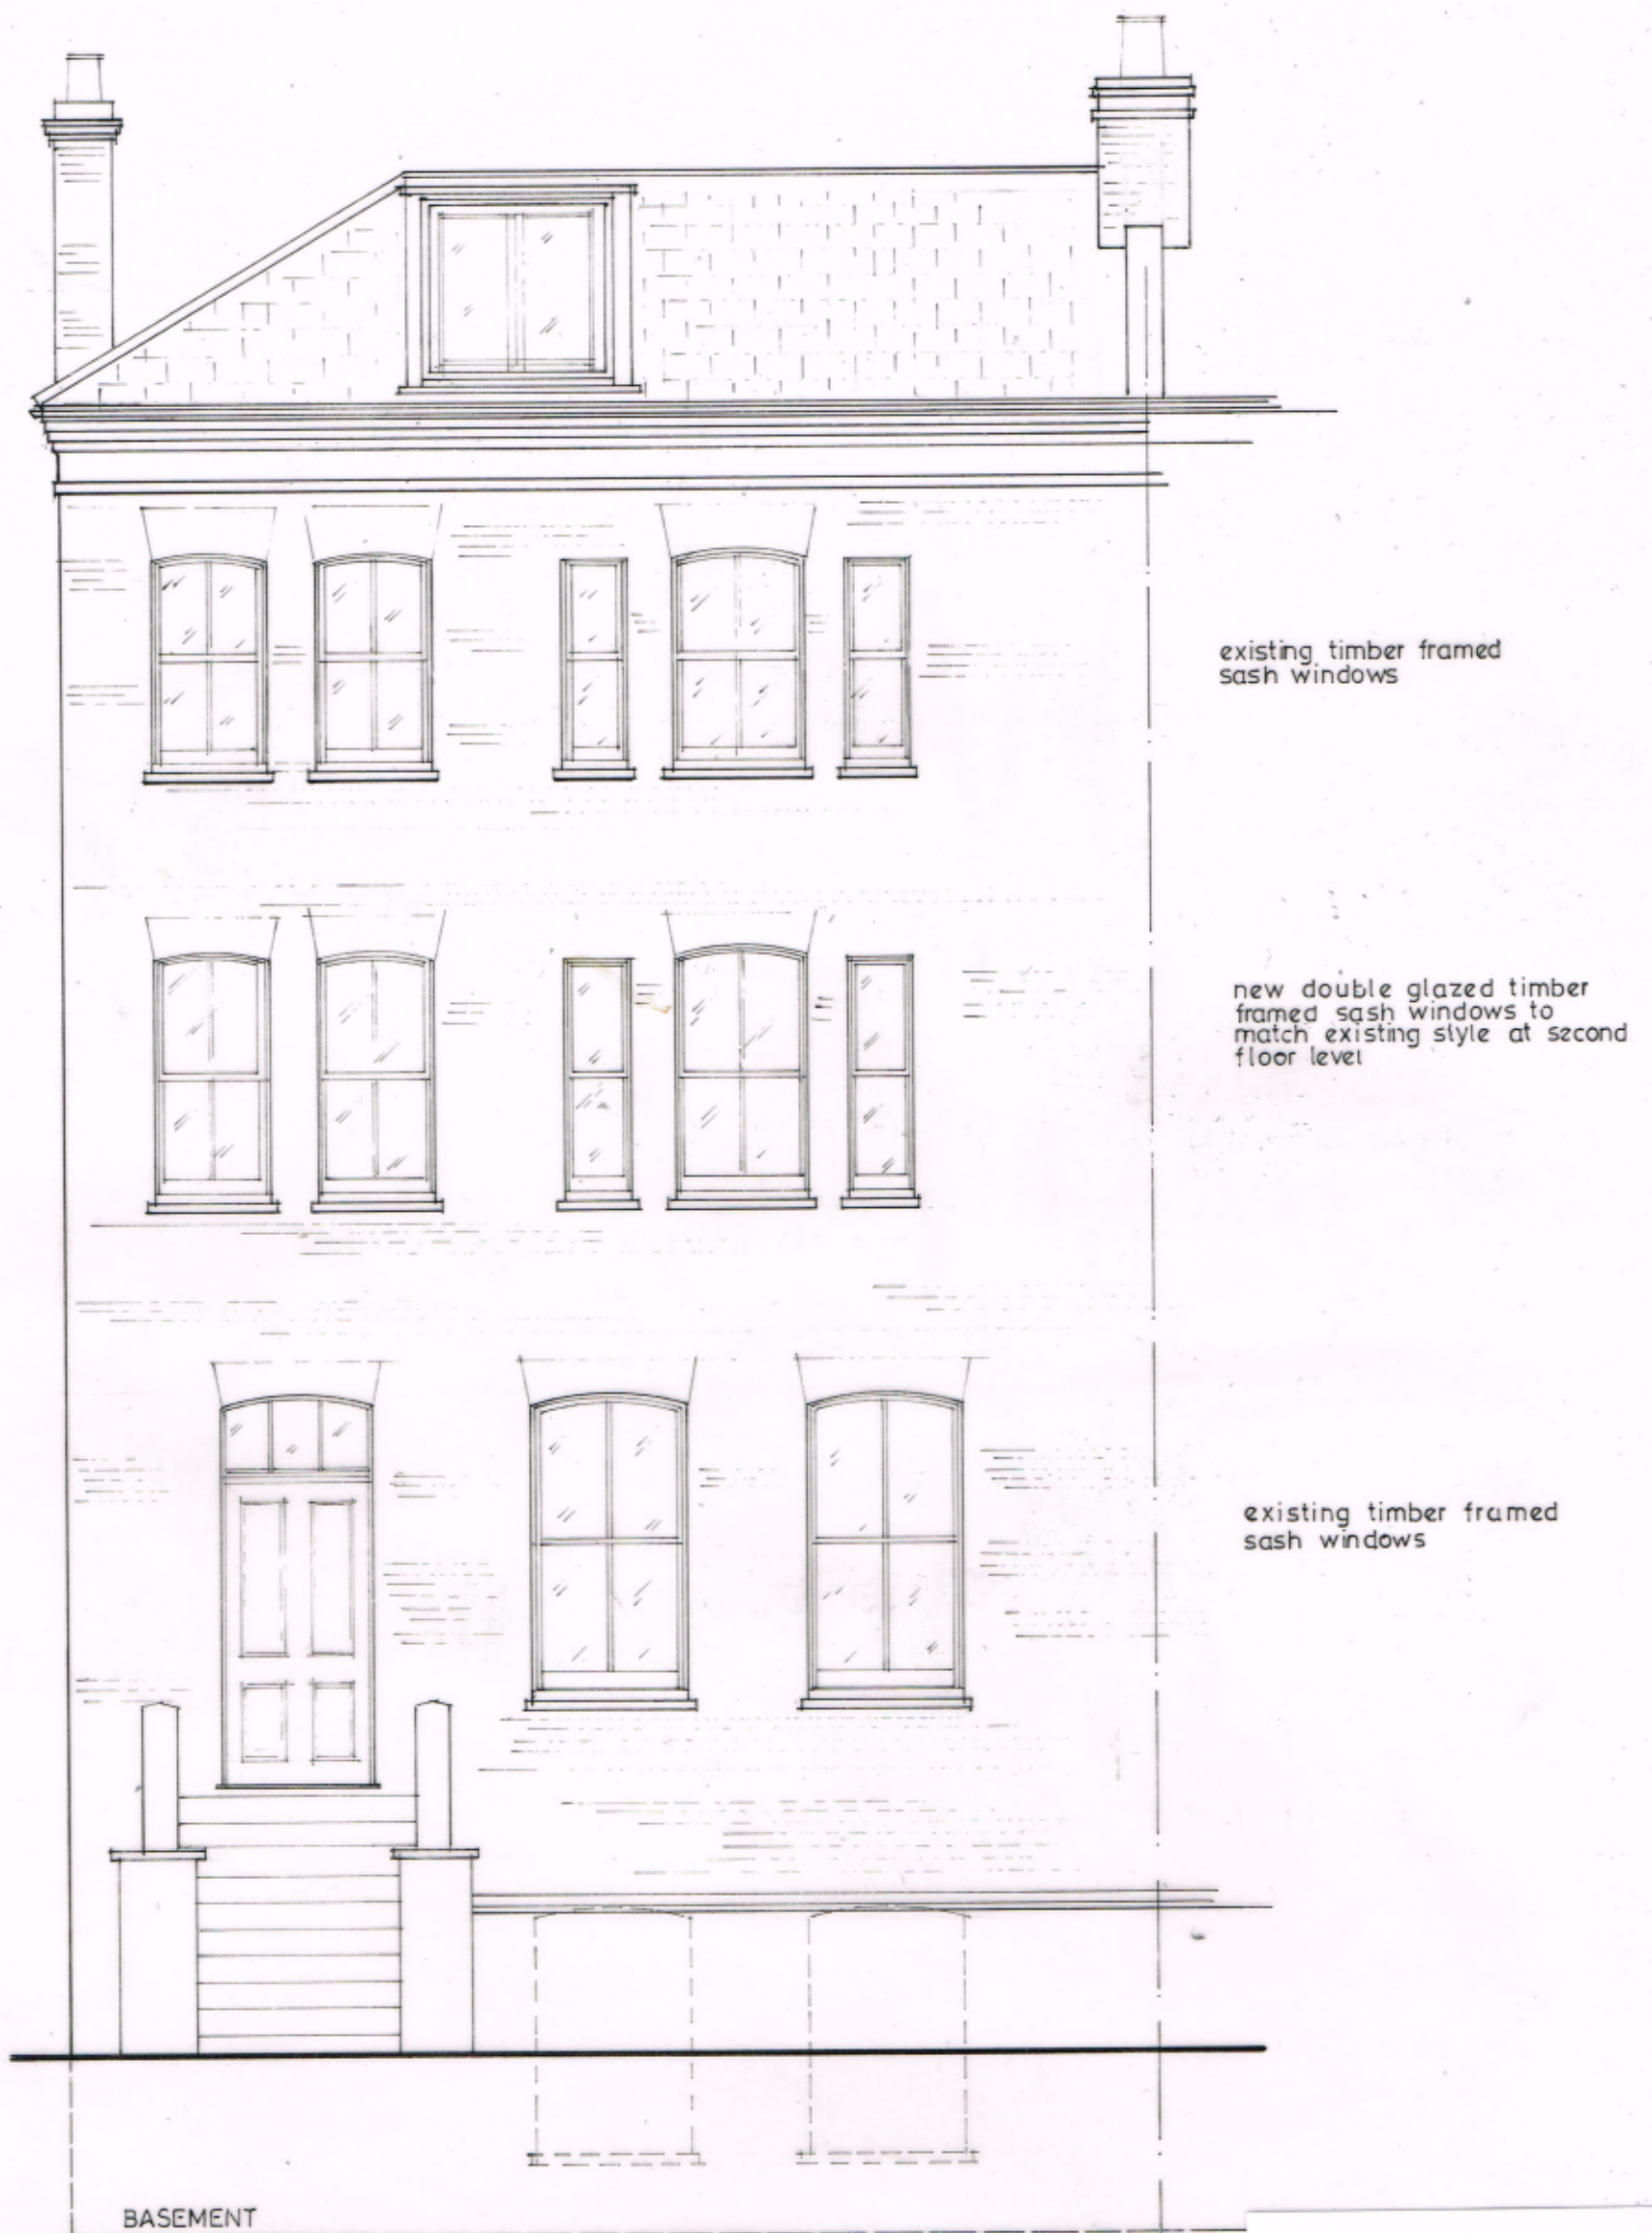 existing timber framed
sash windows
new double glazed timber
framed sash windows to
match existing style at second
floor level
existing timber framed
sash windows
BASEMENT